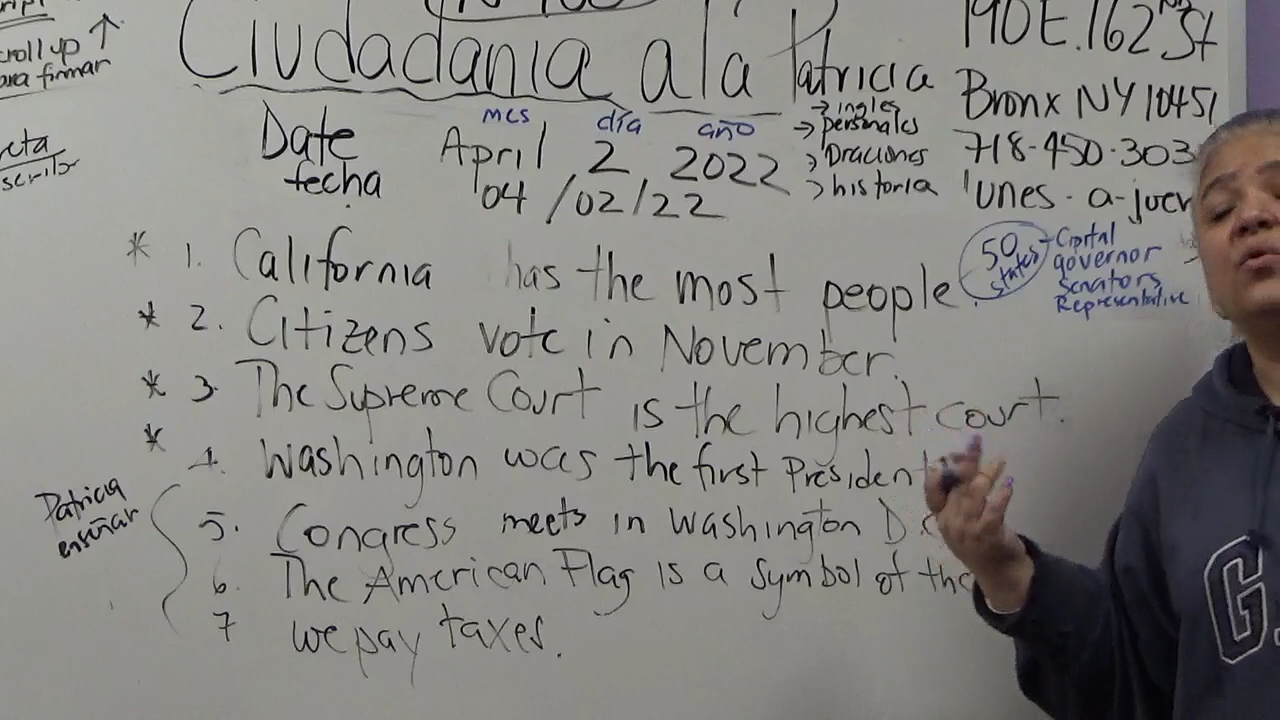 N-400
Ciudadania a la Patricia
Date
fecha
mes día año
April 2, 2022
04/02/22
→ ingles
→ personales
> Oraciones
> historia
190 E. 162nd St
Bronx NY 10451
718-450-303
lunes - a - juev
croll up ↑
para firmar
* 1. California has the most people.
* 2. Citizens vote in November.
* 3. The Supreme Court is the highest court.
* 4. Washington was the first President
5. Congress meets in Washington D.
6. The American Flag is a symbol of the
7 we pay taxes.
Patricia
enseñar
50
states
Capital
governor
Senators
Representative
G